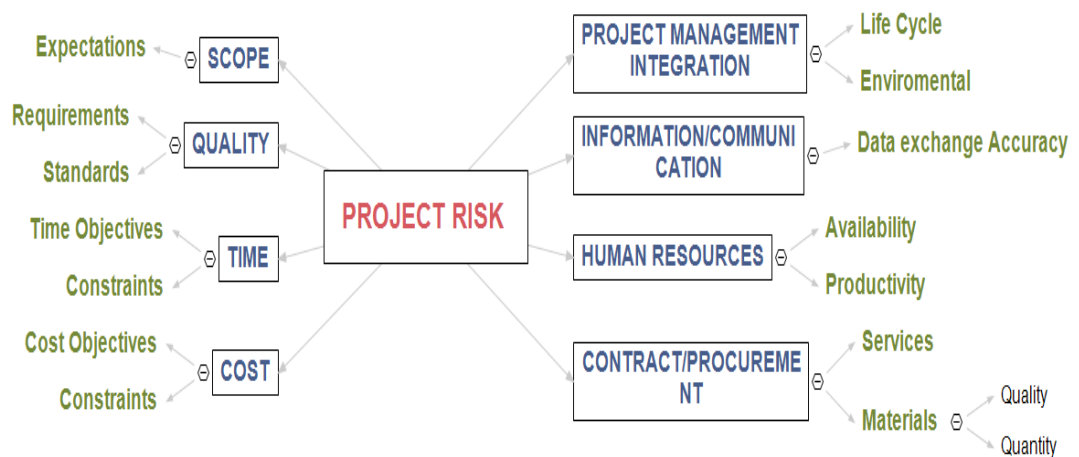 PROJECT RISK
SCOPE
Expectations
QUALITY
Requirements
Standards
TIME
Time Objectives
Constraints
COST
Cost Objectives
Constraints
PROJECT MANAGEMENT
INTEGRATION
Life Cycle
Enviromental
INFORMATION/COMMUNI
CATION
Data exchange Accuracy
HUMAN RESOURCES
Availability
Productivity
CONTRACT/PROCUREME
NT
Services
Materials
Quality
Quantity